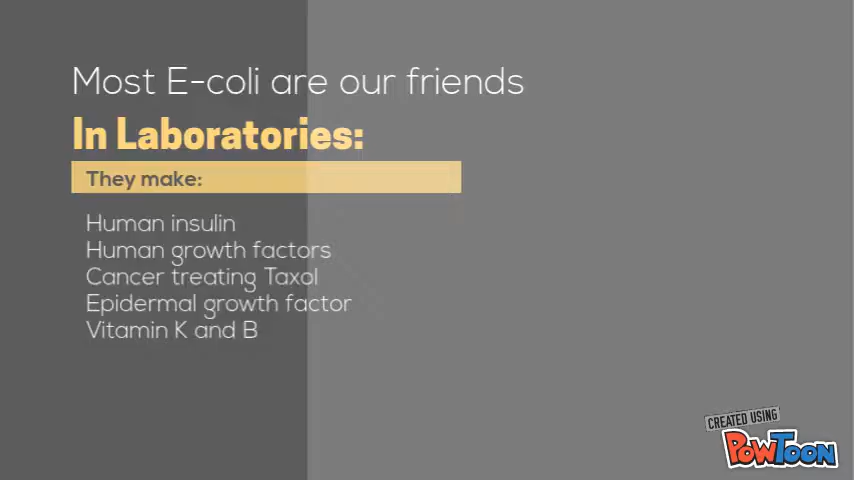 Most E-coli are our friends
In Laboratories:
They make:
Human insulin
Human growth factors
Cancer treating Taxol
Epidermal growth factor
Vitamin K and B
CREATED USING
POWTOON